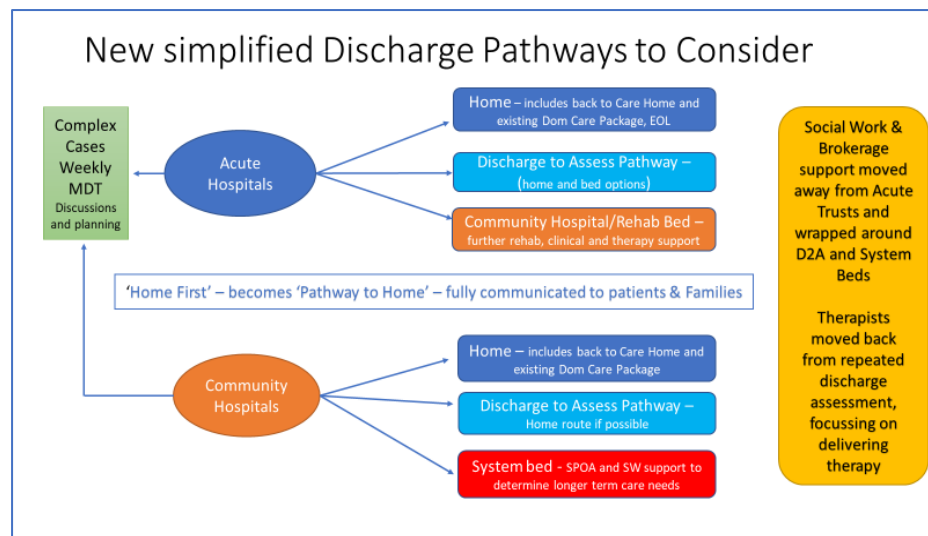 New simplified Discharge Pathways to Consider
Complex
Cases
Weekly
MDT
Discussions
and planning
Acute
Hospitals
Home – includes back to Care Home and
existing Dom Care Package, EOL
Discharge to Assess Pathway –
(home and bed options)
Community Hospital/Rehab Bed –
further rehab, clinical and therapy support
'Home First' – becomes 'Pathway to Home' – fully communicated to patients & Families
Community
Hospitals
Home – includes back to Care Home and
existing Dom Care Package
Discharge to Assess Pathway –
Home route if possible
System bed - SPOA and SW support to
determine longer term care needs
Social Work &
Brokerage
support moved
away from Acute
Trusts and
wrapped around
D2A and System
Beds
Therapists
moved back
from repeated
discharge
assessment,
focussing on
delivering
therapy